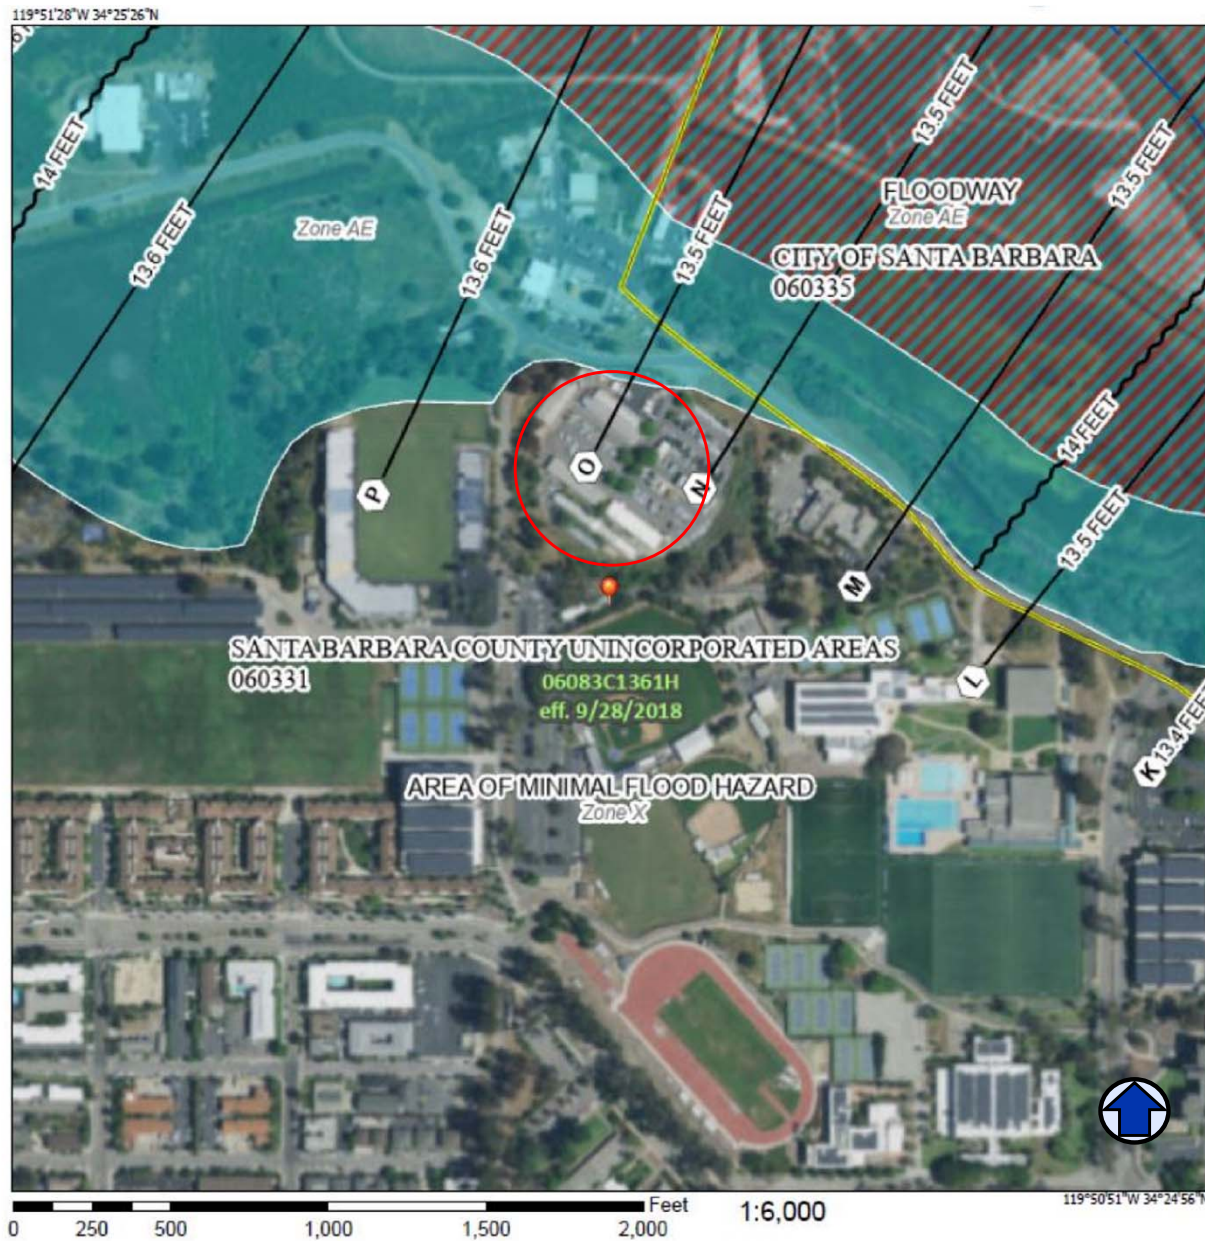 119°51'28"W 34°25'26"N
14 FEET
13.6 FEET
13.6 FEET
13.5 FEET
13.5 FEET
13.5 FEET
14 FEET
13.5 FEET
13.4 FEET
Zone AE
FLOODWAY
Zone AE
CITY OF SANTA BARBARA
060335
P
O
N
M
L
K
SANTA BARBARA COUNTY UNINCORPORATED AREAS
060331
06083C1361H
eff. 9/28/2018
AREA OF MINIMAL FLOOD HAZARD
Zone X
119°50'51"W 34°24'56"N
Feet
1:6,000
0 250 500 1,000 1,500 2,000